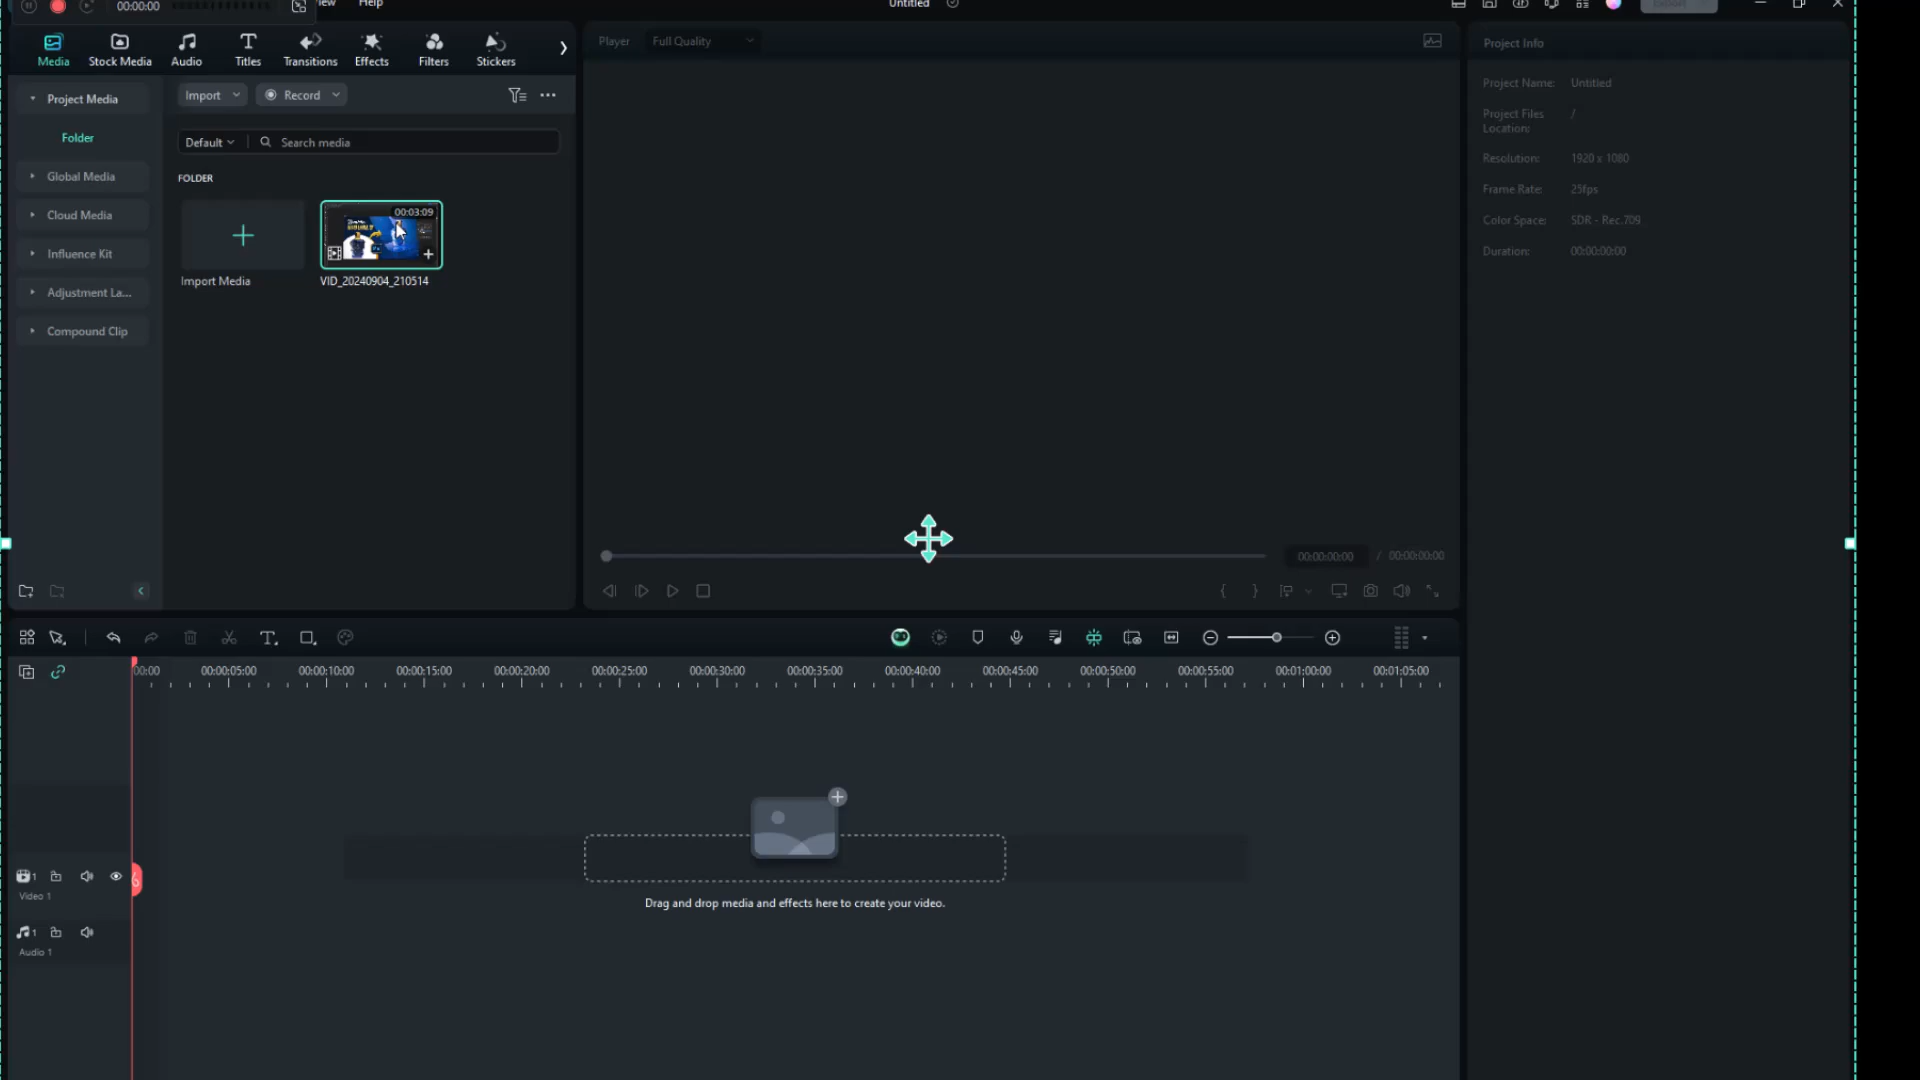 00:00:00
Help
Untitled
Media
Stock Media
Audio
Titles
Transitions
Effects
Filters
Stickers
Player
Full Quality
Project Info
Project Media
Import
Record
Project Name: Untitled
Folder
Default
Search media
Project Files Location: /
Resolution: 1920 x 1080
Global Media
FOLDER
Frame Rate: 25fps
Cloud Media
00:03:09
Color Space: SDR - Rec.709
Influence Kit
Duration: 00:00:00:00
Import Media
VID_20240904_210514
Adjustment La...
Compound Clip
00:00:00:00 / 00:00:00:00
00:00
00:00:05:00
00:00:10:00
00:00:15:00
00:00:20:00
00:00:25:00
00:00:30:00
00:00:35:00
00:00:40:00
00:00:45:00
00:00:50:00
00:00:55:00
00:01:00:00
00:01:05:00
1
Video 1
Drag and drop media and effects here to create your video.
1
Audio 1